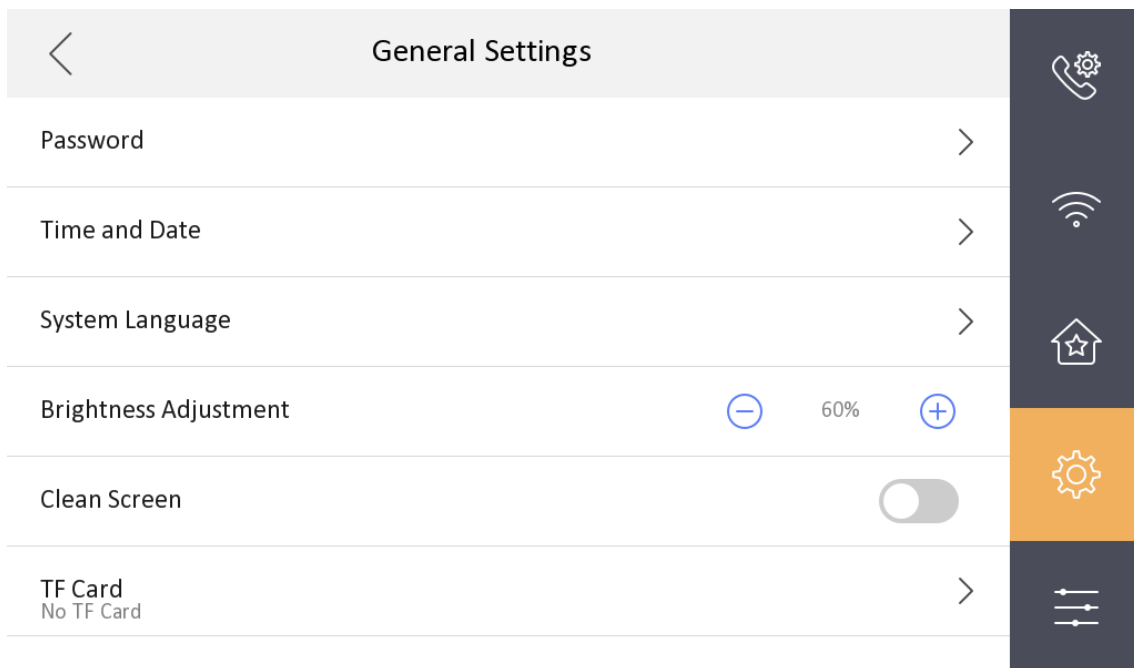 General Settings
Password
Time and Date
System Language
Brightness Adjustment 60%
Clean Screen
TF Card
No TF Card